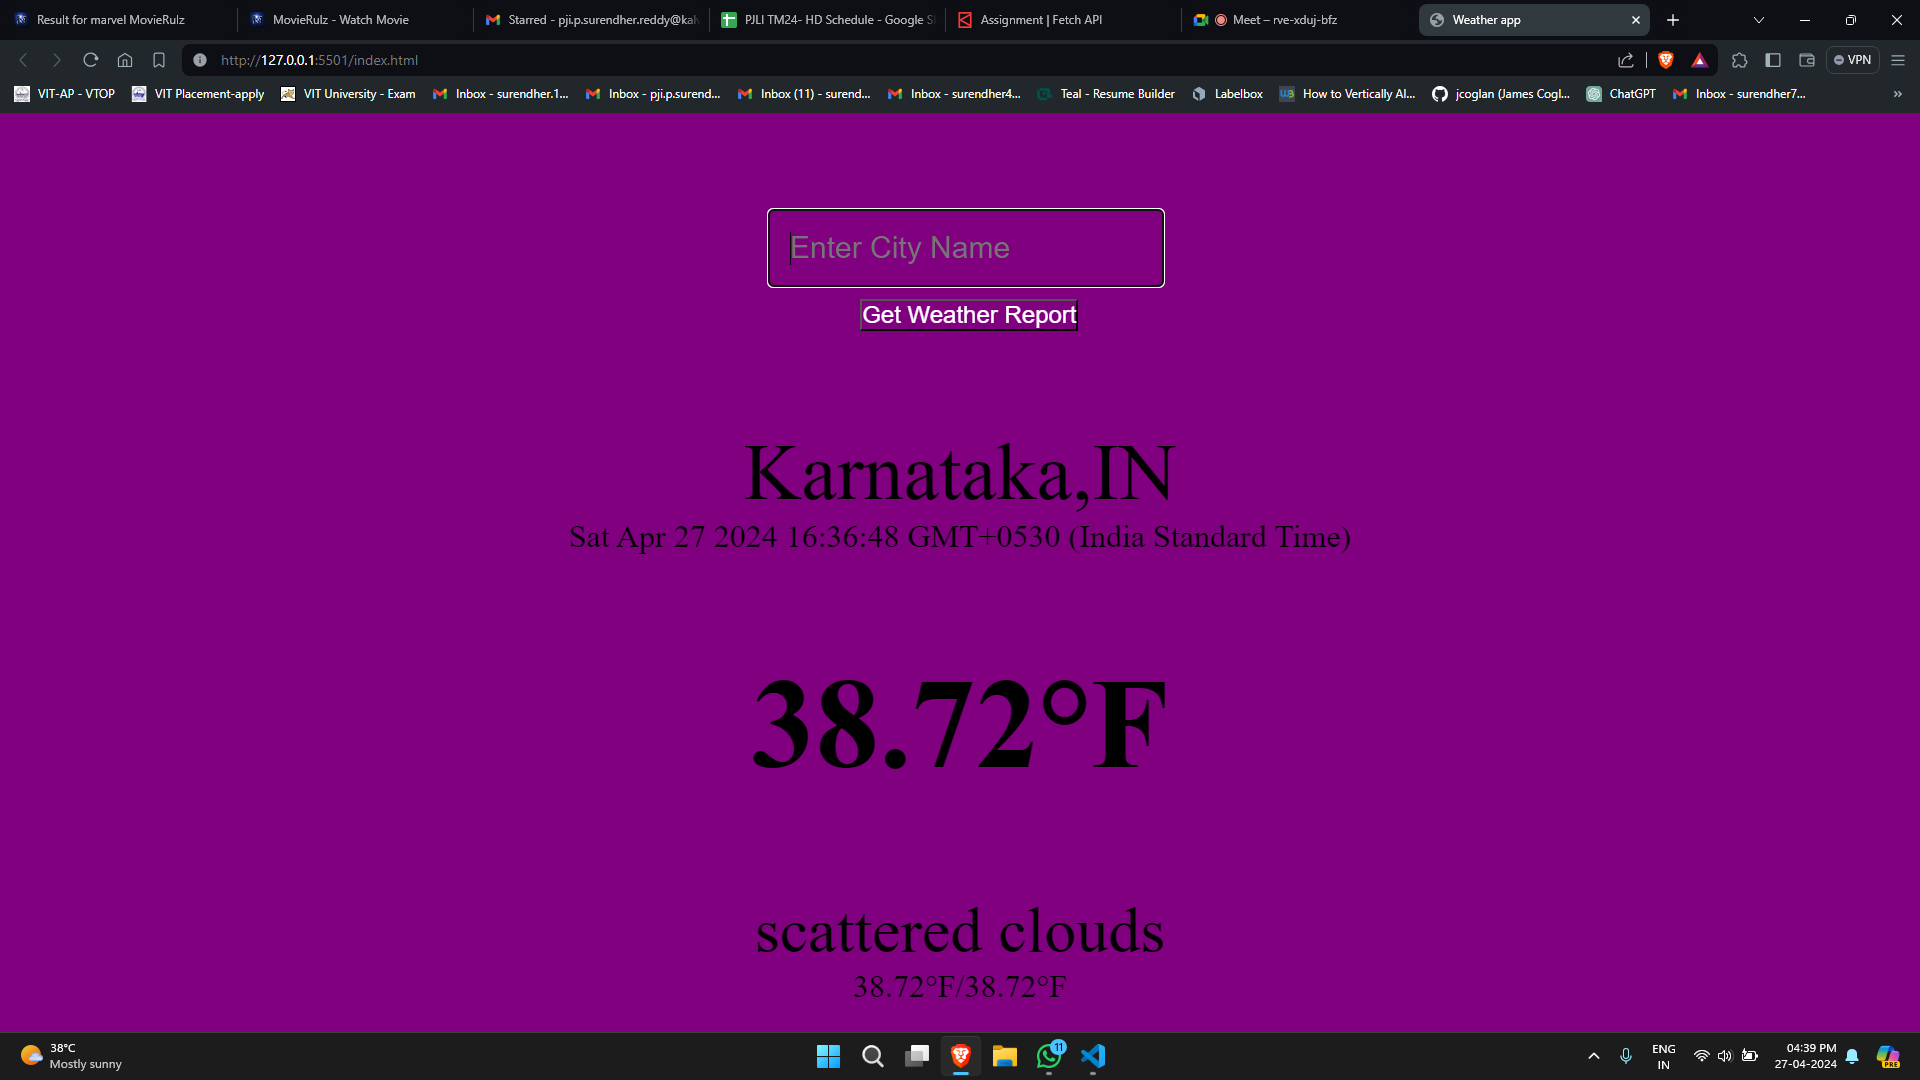 Result for marvel MovieRulz
MovieRulz - Watch Movie
Starred - pji.p.surendher.reddy@kal
PJLI TM24- HD Schedule - Google S
Assignment | Fetch API
Meet – rve-xduj-bfz
Weather app
http://127.0.0.1:5501/index.html
VPN
VIT-AP - VTOP
VIT Placement-apply
VIT University - Exam
Inbox - surendher.1...
Inbox - pji.p.surend...
Inbox (11) - surend...
Inbox - surendher4...
Teal - Resume Builder
Labelbox
How to Vertically Al...
jcoglan (James Cogl...
ChatGPT
Inbox - surendher7...
»
Enter City Name
Get Weather Report
Karnataka,IN
Sat Apr 27 2024 16:36:48 GMT+0530 (India Standard Time)
38.72°F
scattered clouds
38.72°F/38.72°F
38°C
Mostly sunny
11
ENG
IN
04:39 PM
27-04-2024
PRE